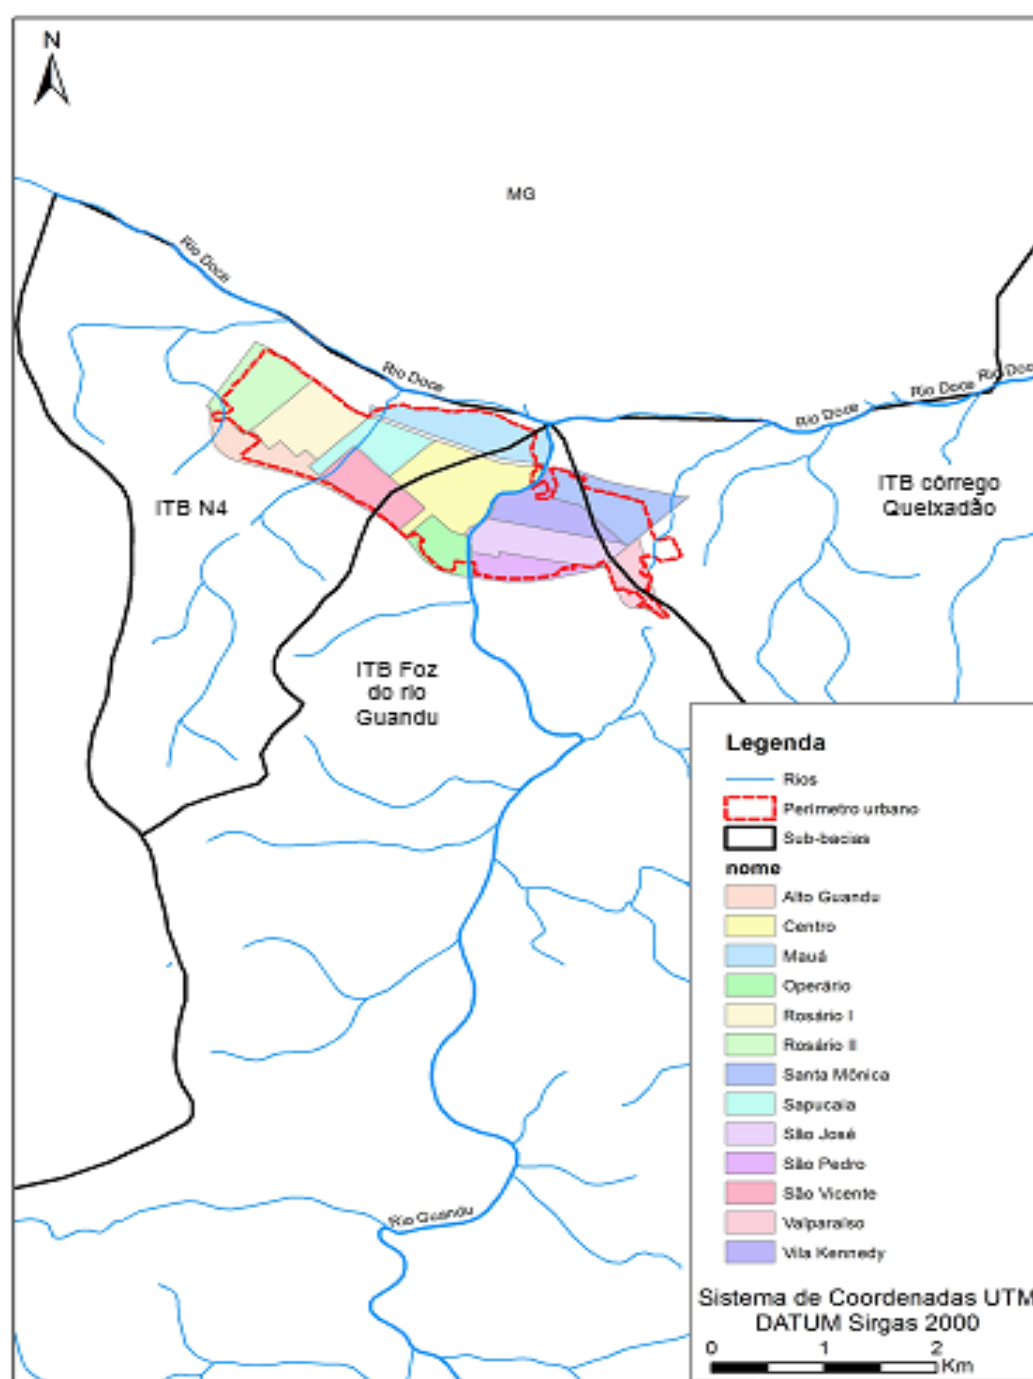 N
MG
Rio Doce
Rio Doce
Rio Doce
Rio Doce
Rio Doc
ITB N4
ITB córrego
Queixadão
ITB Foz
do rio
Guandu
Rio Guandu
Legenda
Rios
Perímetro urbano
Sub-bacias
nome
Alto Guandu
Centro
Mauá
Operário
Rosário I
Rosário II
Santa Mônica
Sapucaia
São José
São Pedro
São Vicente
Valparaíso
Vila Kennedy
Sistema de Coordenadas UTM
DATUM Sirgas 2000
0 1 2
Km